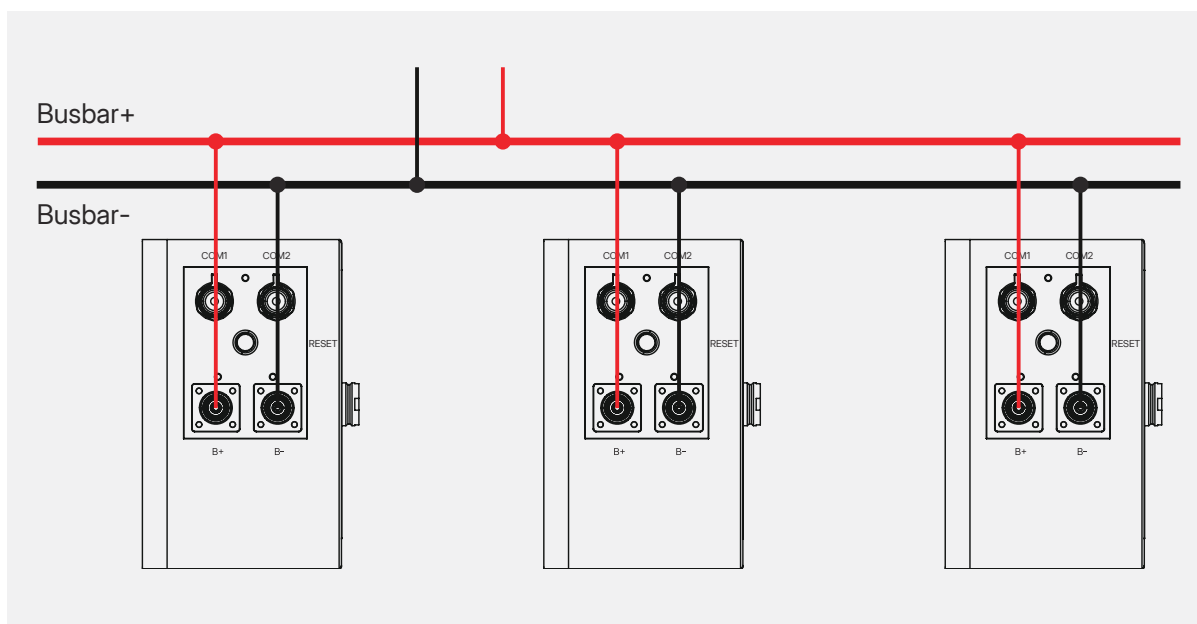 Busbar+
Busbar-
COM1 COM2
RESET
B+ B-
COM1 COM2
RESET
B+ B-
COM1 COM2
RESET
B+ B-